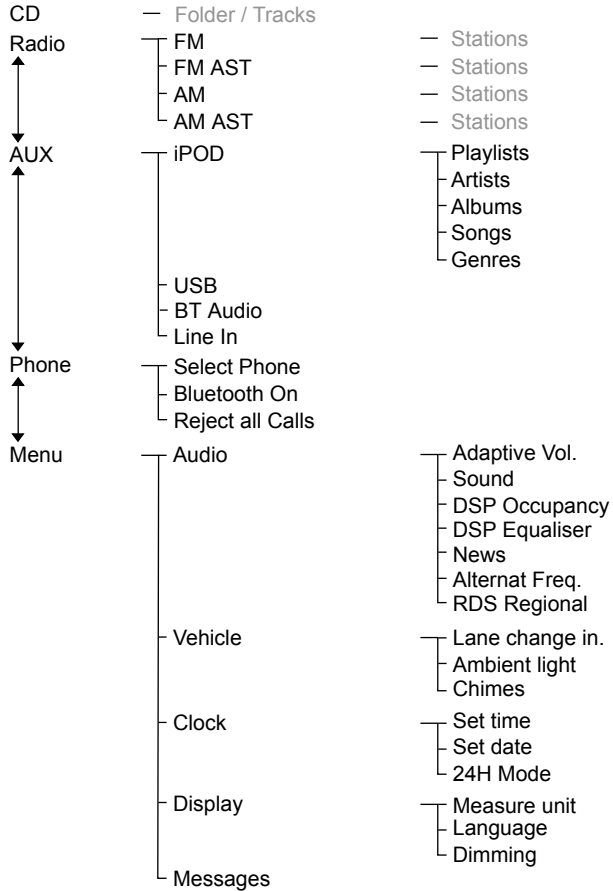 CD — Folder / Tracks
Radio FM — Stations
FM AST — Stations
AM — Stations
AM AST — Stations
AUX iPOD Playlists
Artists
Albums
Songs
Genres
USB
BT Audio
Line In
Phone Select Phone
Bluetooth On
Reject all Calls
Menu Audio Adaptive Vol.
Sound
DSP Occupancy
DSP Equaliser
News
Alternat Freq.
RDS Regional
Vehicle Lane change in.
Ambient light
Chimes
Clock Set time
Set date
24H Mode
Display Measure unit
Language
Dimming
Messages